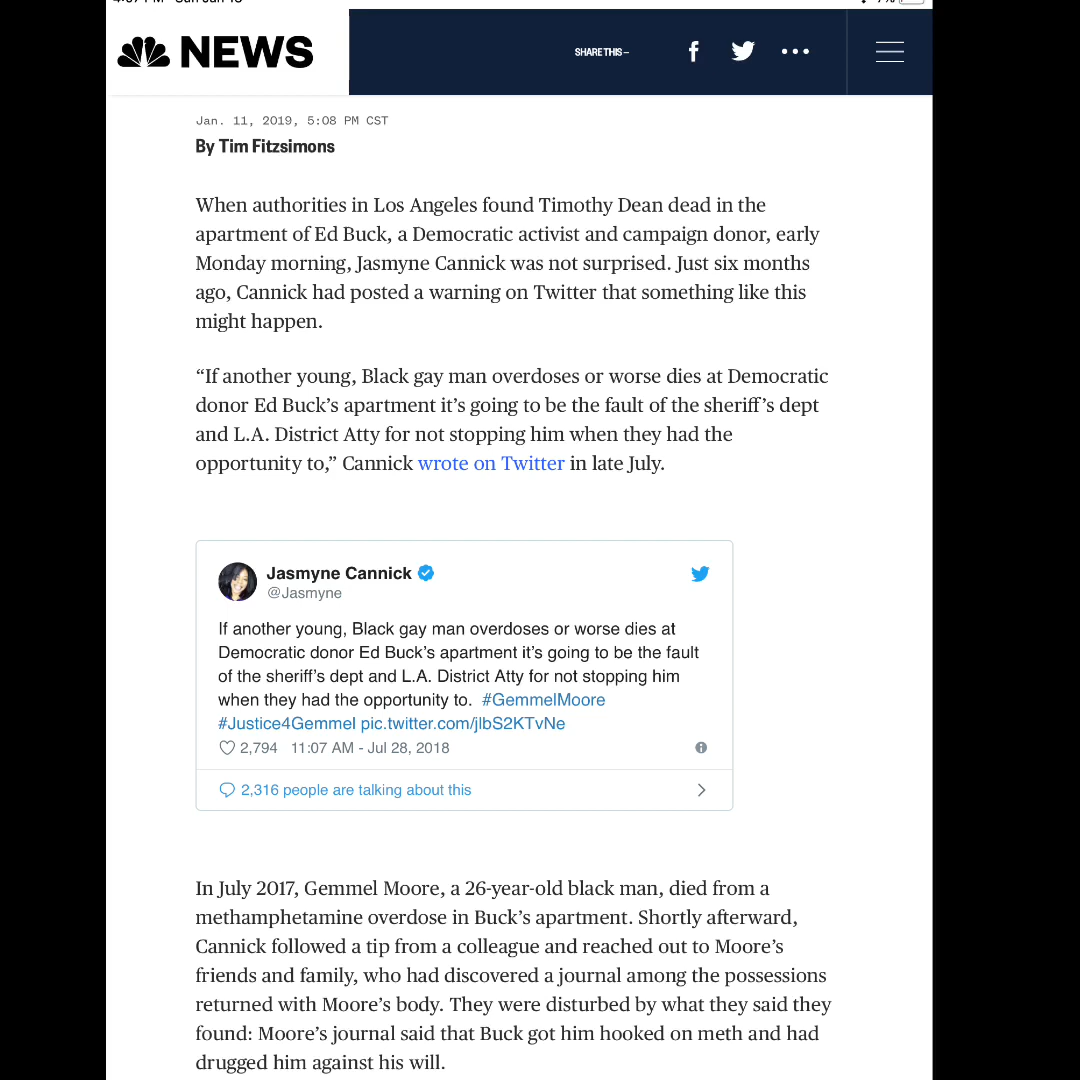 NEWS
SHARE THIS —
Jan. 11, 2019, 5:08 PM CST
By Tim Fitzsimons
When authorities in Los Angeles found Timothy Dean dead in the
apartment of Ed Buck, a Democratic activist and campaign donor, early
Monday morning, Jasmyne Cannick was not surprised. Just six months
ago, Cannick had posted a warning on Twitter that something like this
might happen.
“If another young, Black gay man overdoses or worse dies at Democratic
donor Ed Buck’s apartment it’s going to be the fault of the sheriff’s dept
and L.A. District Atty for not stopping him when they had the
opportunity to,” Cannick wrote on Twitter in late July.
Jasmyne Cannick
@Jasmyne
If another young, Black gay man overdoses or worse dies at
Democratic donor Ed Buck’s apartment it’s going to be the fault
of the sheriff’s dept and L.A. District Atty for not stopping him
when they had the opportunity to. #GemmelMoore
#Justice4Gemmel pic.twitter.com/jlbS2KTvNe
2,794 11:07 AM - Jul 28, 2018
2,316 people are talking about this
In July 2017, Gemmel Moore, a 26-year-old black man, died from a
methamphetamine overdose in Buck’s apartment. Shortly afterward,
Cannick followed a tip from a colleague and reached out to Moore’s
friends and family, who had discovered a journal among the possessions
returned with Moore’s body. They were disturbed by what they said they
found: Moore’s journal said that Buck got him hooked on meth and had
drugged him against his will.